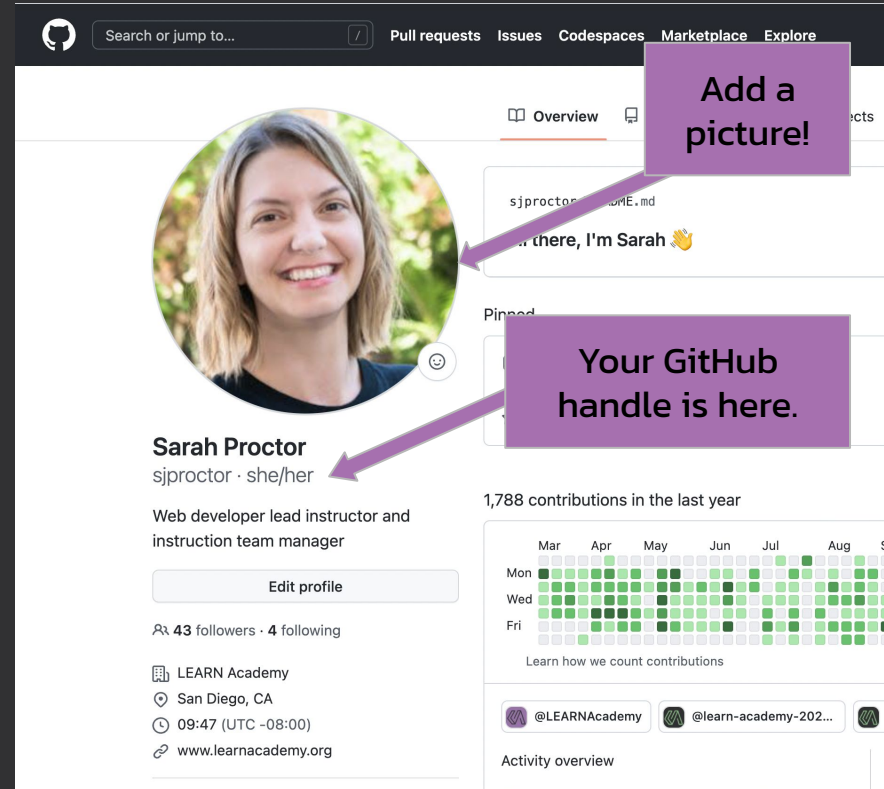 Search or jump to...
/
Pull requests Issues Codespaces Marketplace Explore
Add a
picture!
Overview
ects
sjproctor
ME.md
there, I'm Sarah 👋
Your GitHub
handle is here.
Sarah Proctor
sjproctor · she/her
Web developer lead instructor and
instruction team manager
Edit profile
43 followers · 4 following
LEARN Academy
San Diego, CA
09:47 (UTC -08:00)
www.learnacademy.org
1,788 contributions in the last year
Mar Apr May Jun Jul Aug S
Mon
Wed
Fri
Learn how we count contributions
@LEARNAcademy @learn-academy-202...
Activity overview